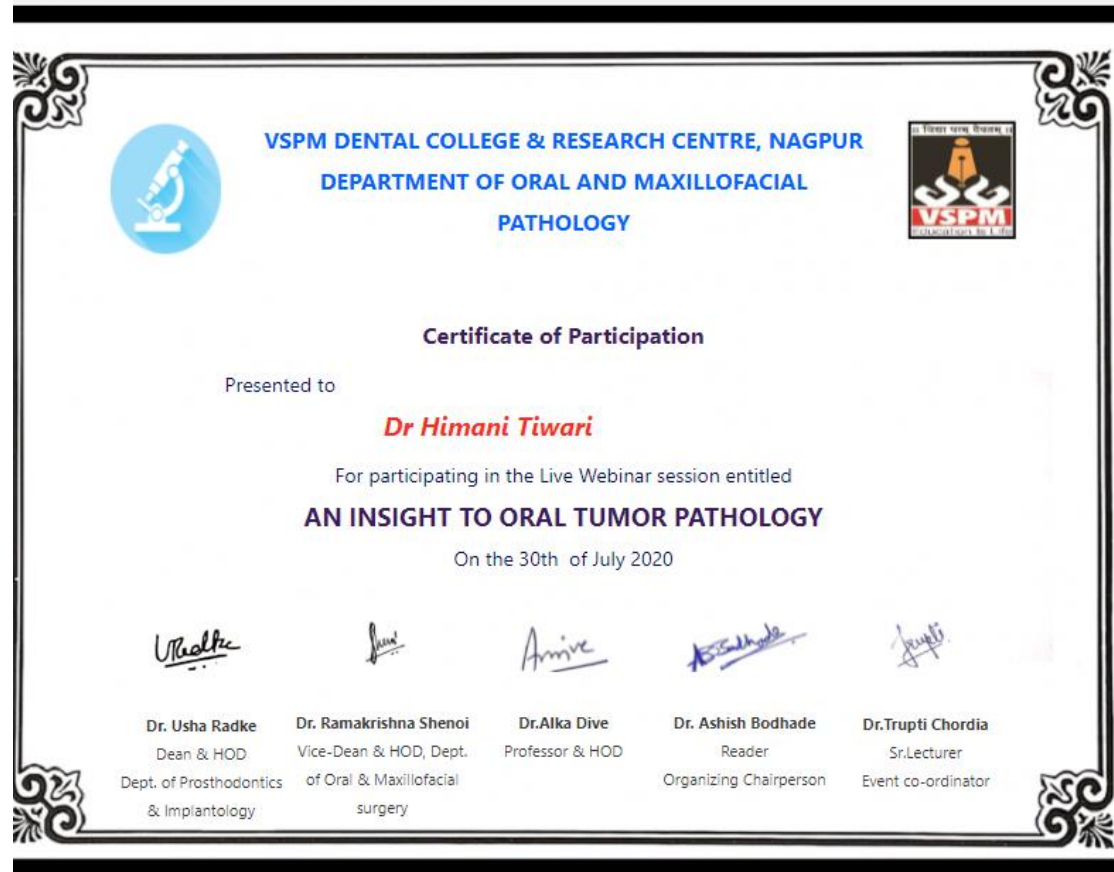 VSPM DENTAL COLLEGE & RESEARCH CENTRE, NAGPUR
DEPARTMENT OF ORAL AND MAXILLOFACIAL
PATHOLOGY
|| विद्या परम दैवतम् ||
VSPM
Education is Life
Certificate of Participation
Presented to
Dr Himani Tiwari
For participating in the Live Webinar session entitled
AN INSIGHT TO ORAL TUMOR PATHOLOGY
On the 30th of July 2020
Dr. Usha Radke
Dean & HOD
Dept. of Prosthodontics
& Implantology
Dr. Ramakrishna Shenoi
Vice-Dean & HOD, Dept.
of Oral & Maxillofacial
surgery
Dr.Alka Dive
Professor & HOD
Dr. Ashish Bodhade
Reader
Organizing Chairperson
Dr.Trupti Chordia
Sr.Lecturer
Event co-ordinator